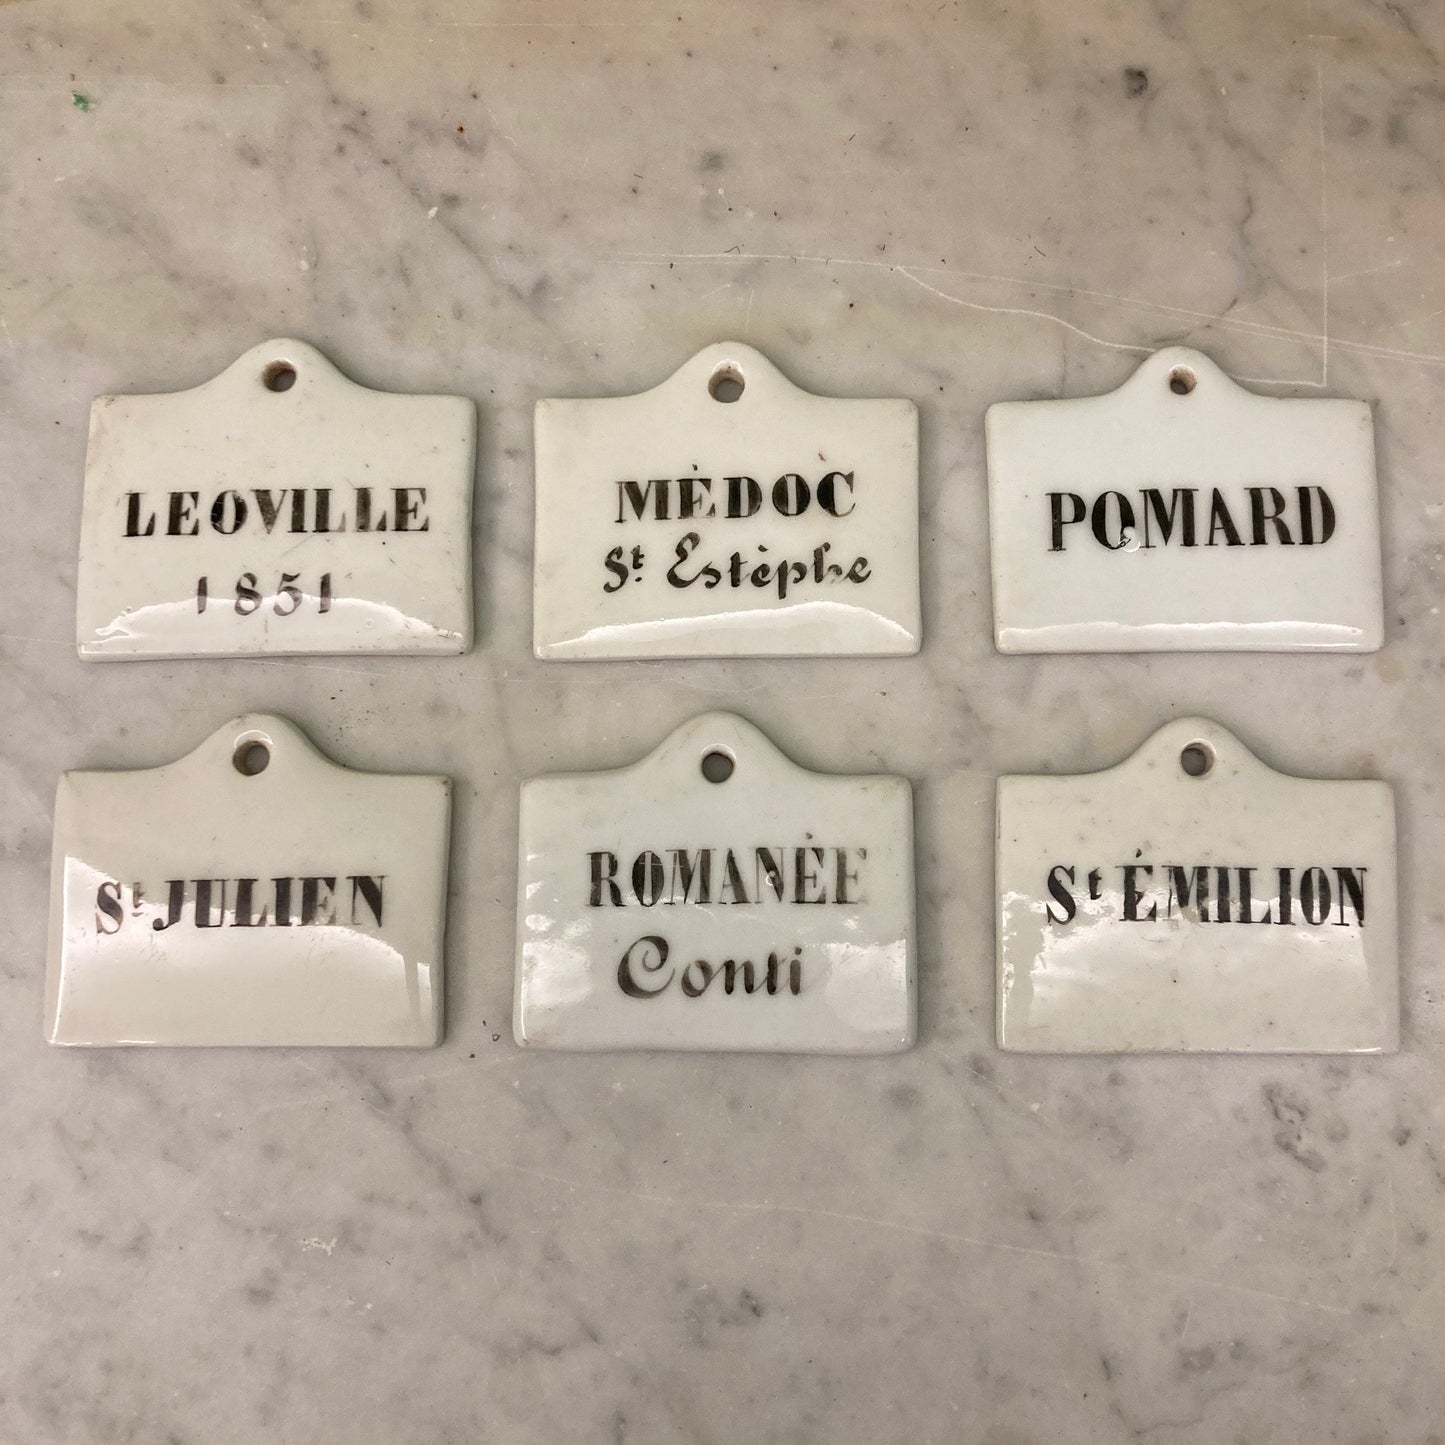 LEOVILLE
1851
MÉDOC
St. Estèphe
POMARD
St JULIEN
ROMANÉE
Conti
St ÉMILION